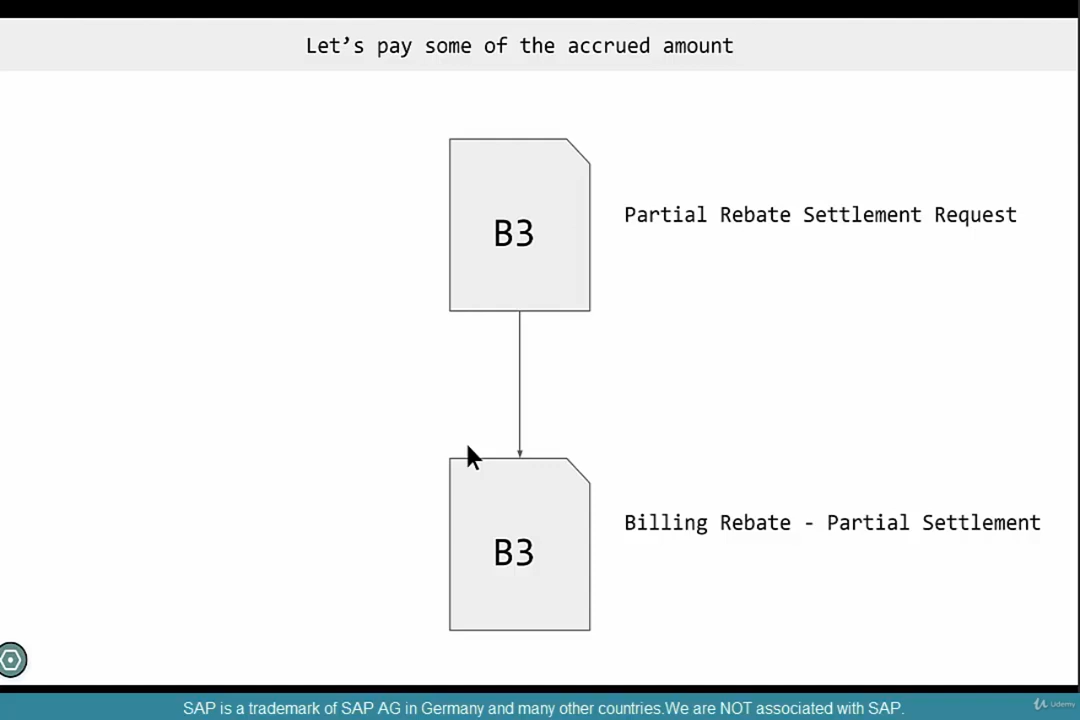 Let’s pay some of the accrued amount
B3
Partial Rebate Settlement Request
B3
Billing Rebate - Partial Settlement
SAP is a trademark of SAP AG in Germany and many other countries.We are NOT associated with SAP.
Udemy